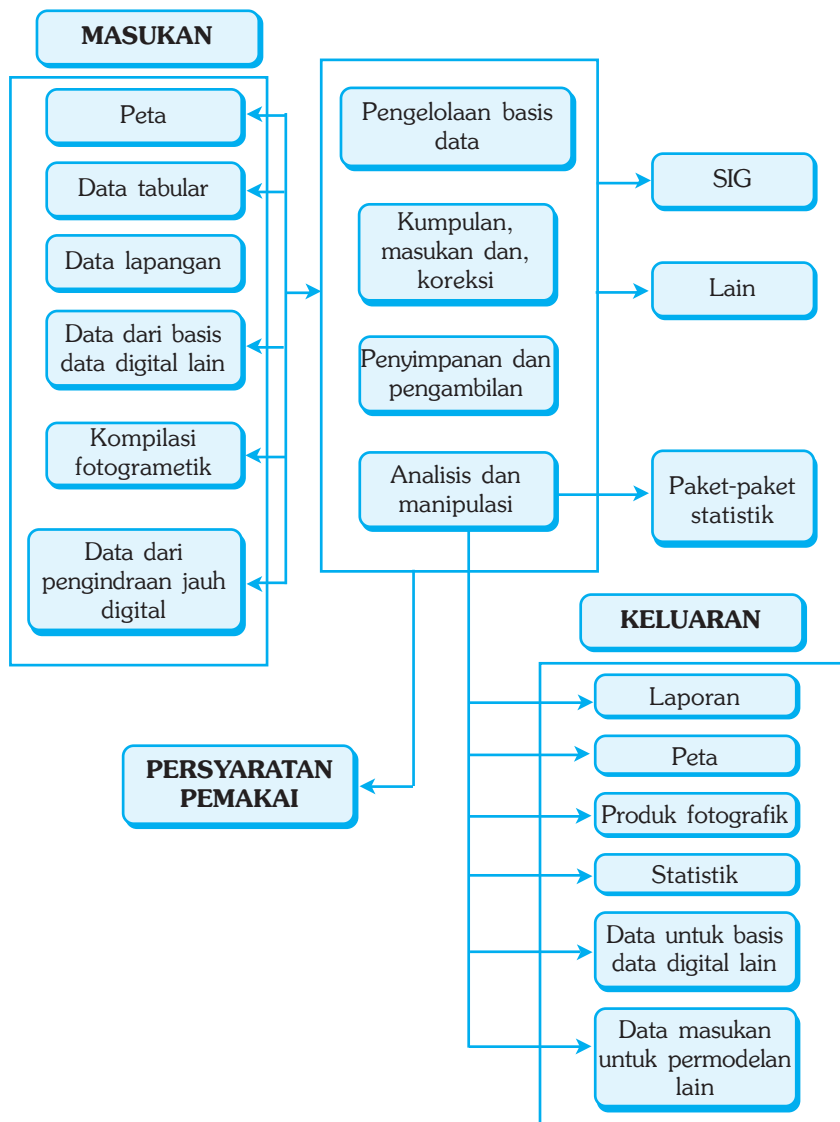 MASUKAN
Peta
Data tabular
Data lapangan
Data dari basis
data digital lain
Kompilasi
fotogrametik
Data dari
pengindraan jauh
digital
Pengelolaan basis
data
Kumpulan,
masukan dan,
koreksi
Penyimpanan dan
pengambilan
Analisis dan
manipulasi
SIG
Lain
Paket-paket
statistik
PERSYARATAN
PEMAKAI
KELUARAN
Laporan
Peta
Produk fotografik
Statistik
Data untuk basis
data digital lain
Data masukan
untuk permodelan
lain